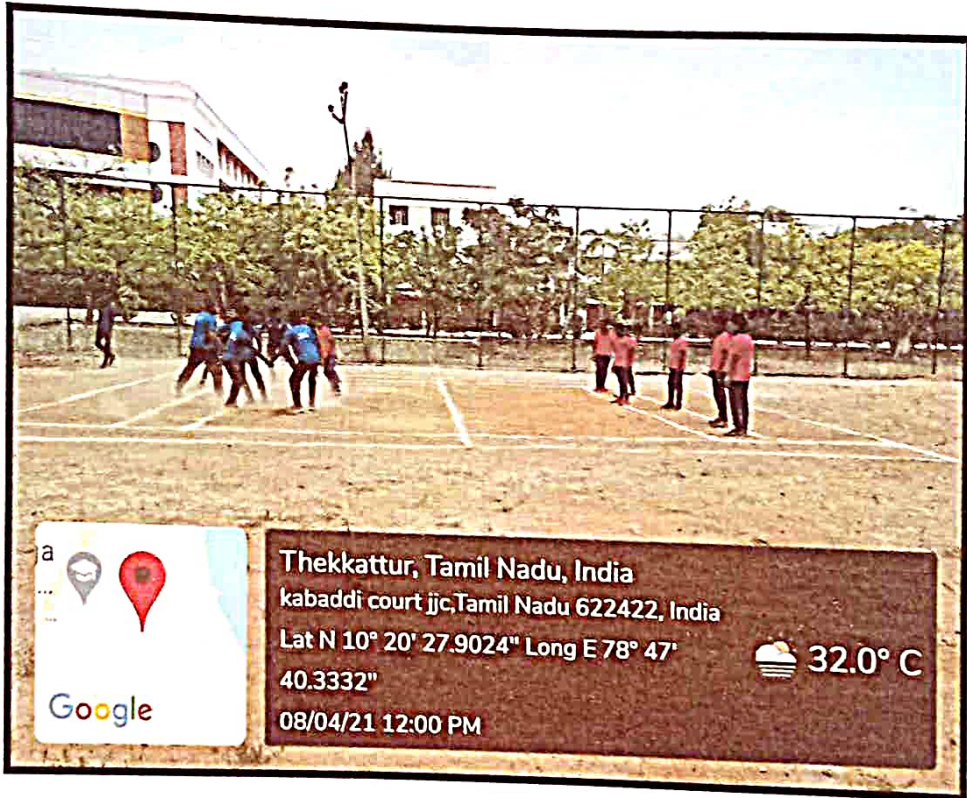 a
...
Google
Thekkattur, Tamil Nadu, India
kabaddi court jjc,Tamil Nadu 622422, India
Lat N 10° 20' 27.9024" Long E 78° 47'
40.3332"
08/04/21 12:00 PM
32.0° C